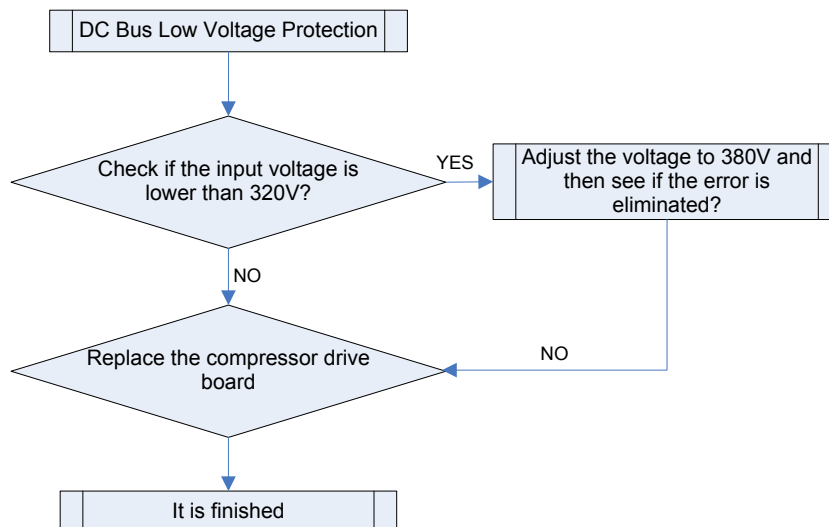 DC Bus Low Voltage Protection
Check if the input voltage is
lower than 320V?
YES
Adjust the voltage to 380V and
then see if the error is
eliminated?
NO
NO
Replace the compressor drive
board
It is finished